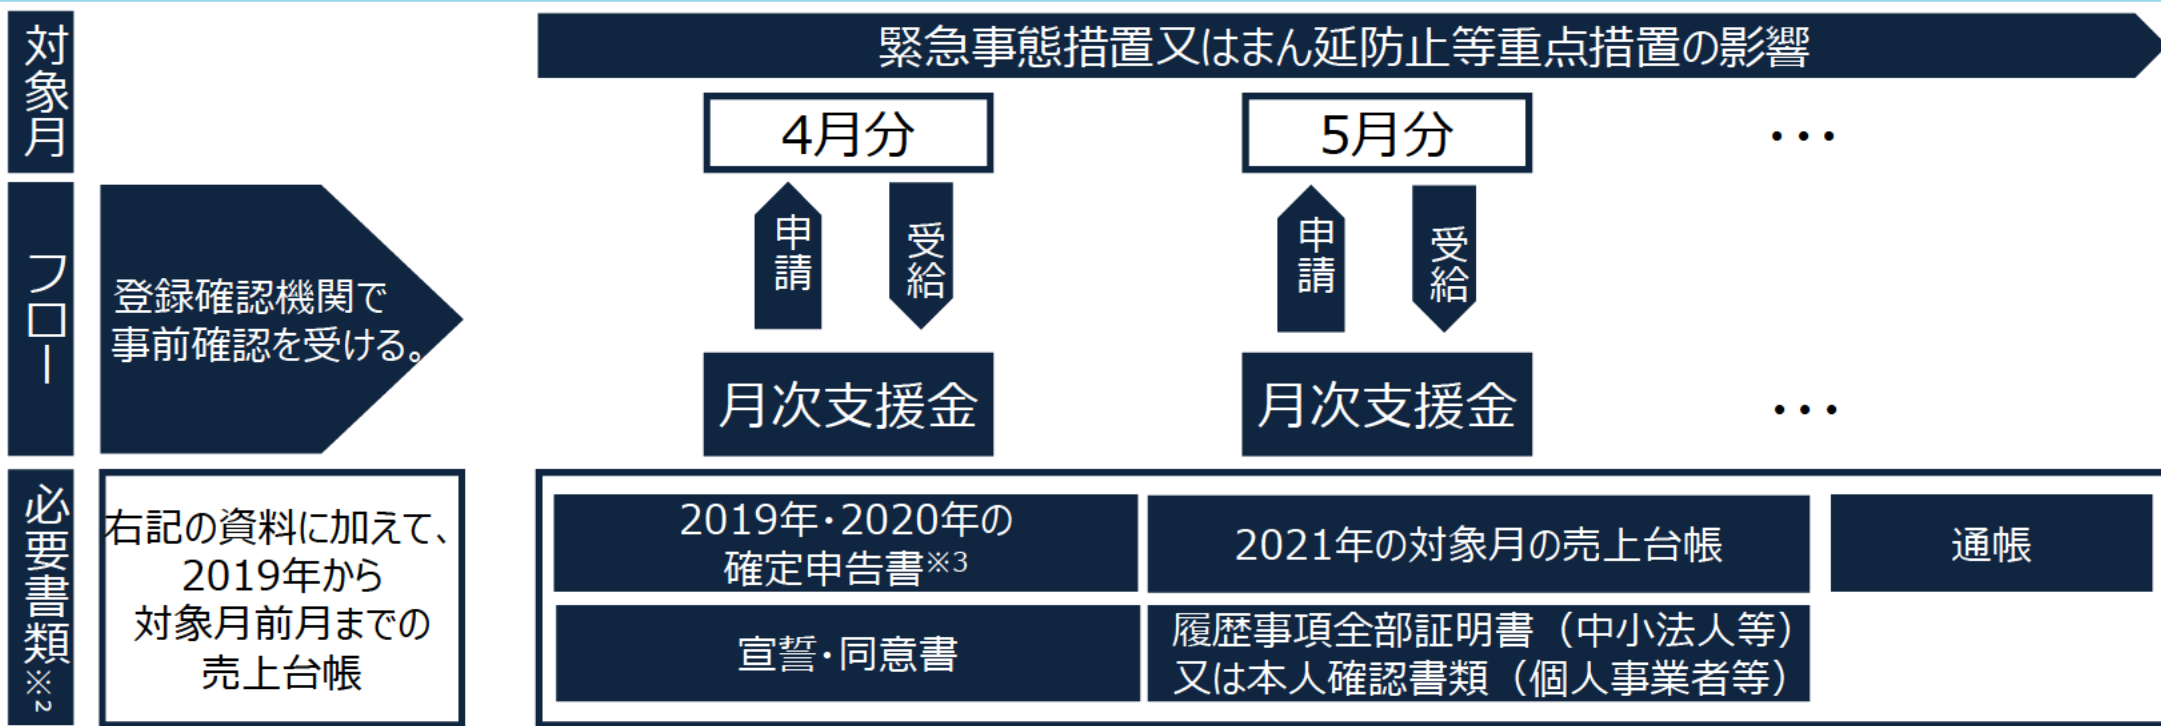 対象月
緊急事態措置又はまん延防止等重点措置の影響
4月分
5月分
・・・
フロー
登録確認機関で
事前確認を受ける。
申請
受給
申請
受給
月次支援金
月次支援金
・・・
必要書類※2
右記の資料に加えて、
2019年から
対象月前月までの
売上台帳
2019年・2020年の
確定申告書※3
2021年の対象月の売上台帳
通帳
宣誓・同意書
履歴事項全部証明書（中小法人等）
又は本人確認書類（個人事業者等）